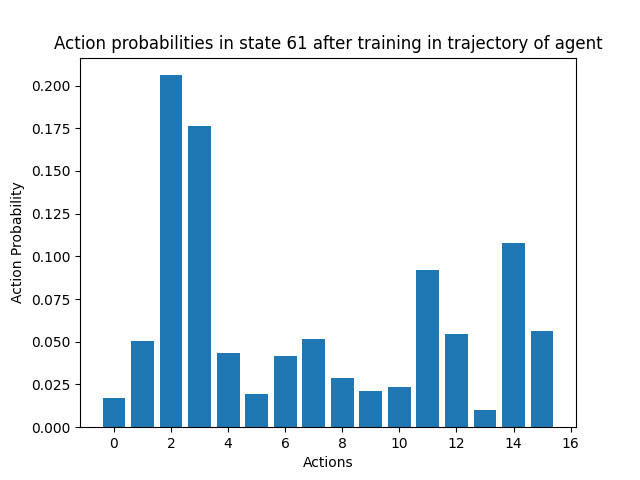 Action probabilities in state 61 after training in trajectory of agent
0.200
0.175
0.150
0.125
0.100
0.075
0.050
0.025
0.000
Action Probability
0 2 4 6 8 10 12 14 16
Actions